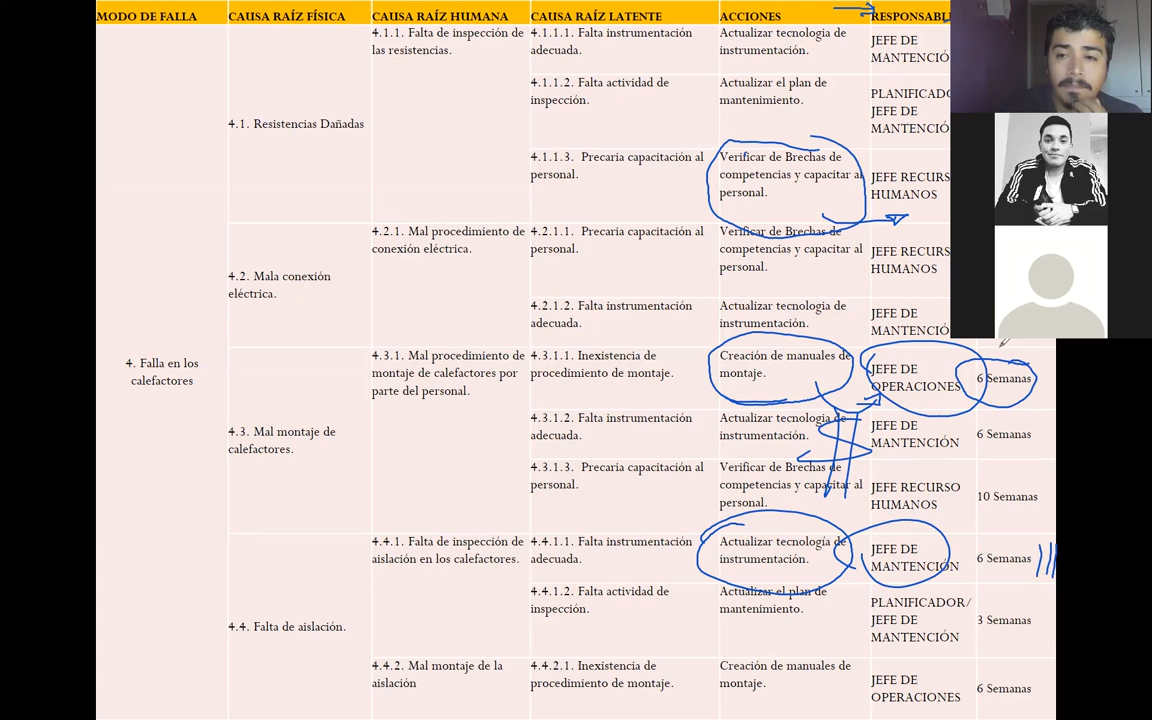 MODO DE FALLA
CAUSA RAÍZ FÍSICA
CAUSA RAÍZ HUMANA
CAUSA RAÍZ LATENTE
ACCIONES
RESPONSABL
4. Falla en los
calefactores
4.1. Resistencias Dañadas
4.1.1. Falta de inspección de
las resistencias.
4.1.1.1. Falta instrumentación
adecuada.
Actualizar tecnologia de
instrumentación.
JEFE DE
MANTENCIÓ
4.1.1.2. Falta actividad de
inspección.
Actualizar el plan de
mantenimiento.
PLANIFICADO
JEFE DE
MANTENCIÓ
4.1.1.3. Precaria capacitación al
personal.
Verificar de Brechas de
competencias y capacitar al
personal.
JEFE RECURS
HUMANOS
4.2. Mala conexión
eléctrica.
4.2.1. Mal procedimiento de
conexión eléctrica.
4.2.1.1. Precaria capacitación al
personal.
Verificar de Brechas de
competencias y capacitar al
personal.
JEFE RECURS
HUMANOS
4.2.1.2. Falta instrumentación
adecuada.
Actualizar tecnologia de
instrumentación.
JEFE DE
MANTENCIÓ
4.3. Mal montaje de
calefactores.
4.3.1. Mal procedimiento de
montaje de calefactores por
parte del personal.
4.3.1.1. Inexistencia de
procedimiento de montaje.
Creación de manuales de
montaje.
JEFE DE
OPERACIONES
6 Semanas
4.3.1.2. Falta instrumentación
adecuada.
Actualizar tecnologia de
instrumentación.
JEFE DE
MANTENCIÓN
6 Semanas
4.3.1.3. Precaria capacitación al
personal.
Verificar de Brechas de
competencias y capacitar al
personal.
JEFE RECURSO
HUMANOS
10 Semanas
4.4. Falta de aislación.
4.4.1. Falta de inspección de
aislación en los calefactores.
4.4.1.1. Falta instrumentación
adecuada.
Actualizar tecnología de
instrumentación.
JEFE DE
MANTENCIÓN
6 Semanas
4.4.1.2. Falta actividad de
inspección.
Actualizar el plan de
mantenimiento.
PLANIFICADOR/
JEFE DE
MANTENCIÓN
3 Semanas
4.4.2. Mal montaje de la
aislación
4.4.2.1. Inexistencia de
procedimiento de montaje.
Creación de manuales de
montaje.
JEFE DE
OPERACIONES
6 Semanas